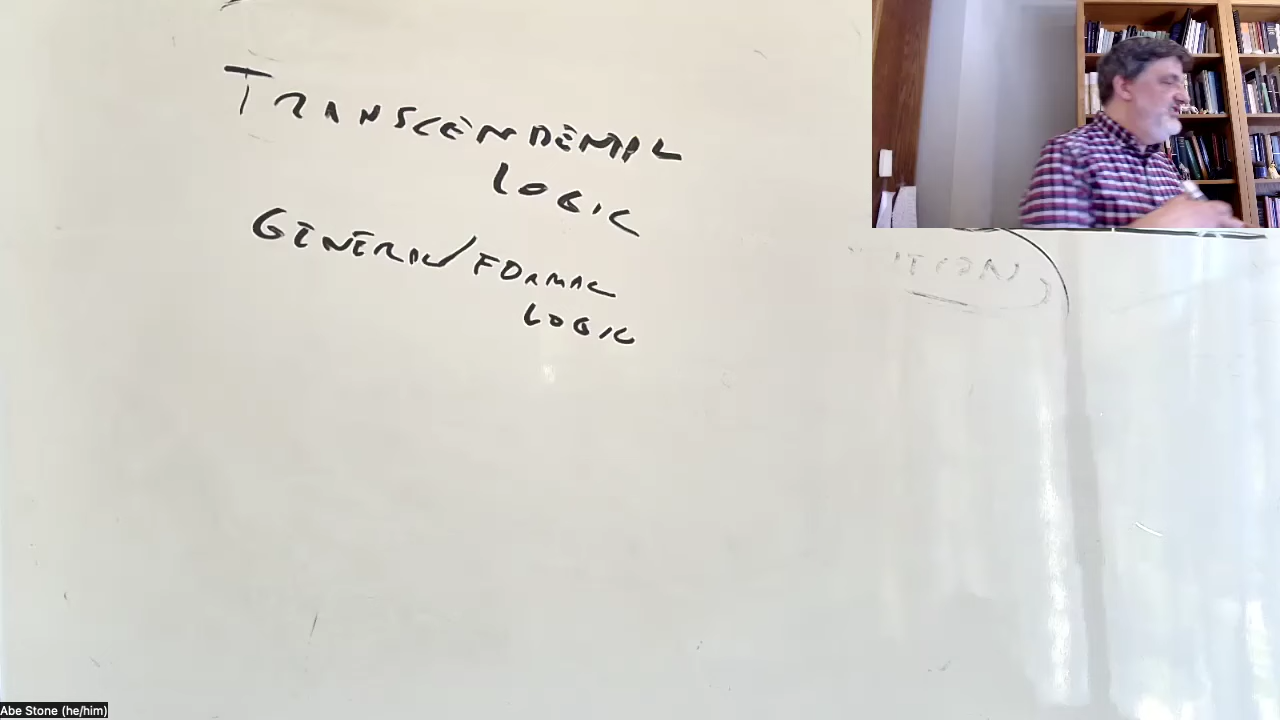 TRANSCENDENTAL
LOGIC
GENERAL/FORMAL
LOGIC
Abe Stone (he/him)